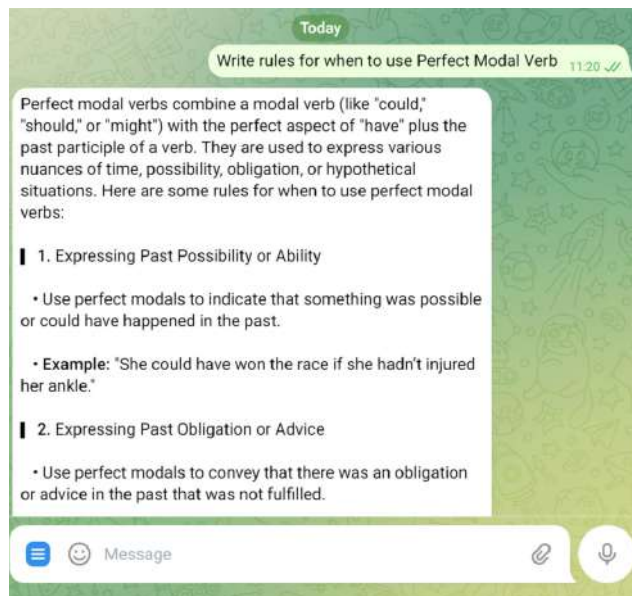 Today
Write rules for when to use Perfect Modal Verb 11:20
Perfect modal verbs combine a modal verb (like "could,"
"should," or "might") with the perfect aspect of "have" plus the
past participle of a verb. They are used to express various
nuances of time, possibility, obligation, or hypothetical
situations. Here are some rules for when to use perfect modal
verbs:
1. Expressing Past Possibility or Ability
• Use perfect modals to indicate that something was possible
or could have happened in the past.
• Example: "She could have won the race if she hadn't injured
her ankle."
2. Expressing Past Obligation or Advice
• Use perfect modals to convey that there was an obligation
or advice in the past that was not fulfilled.
Message